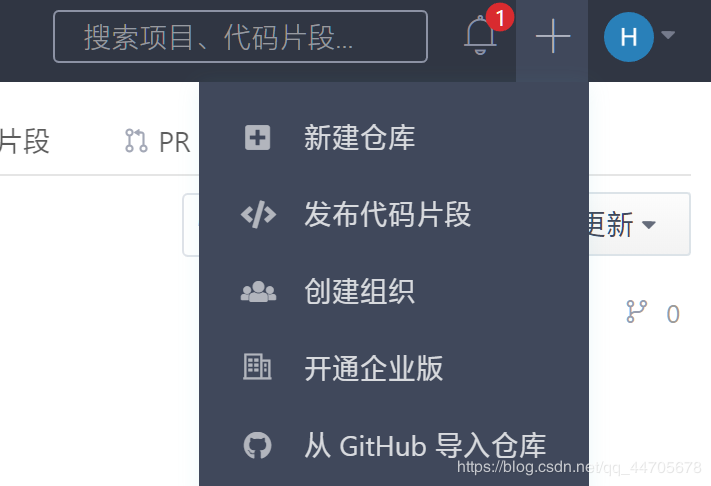 搜索项目、代码片段...
1
H
片段
PR
新建仓库
发布代码片段
更新
创建组织
0
开通企业版
从 GitHub 导入仓库
https://blog.csdn.net/qq_44705678